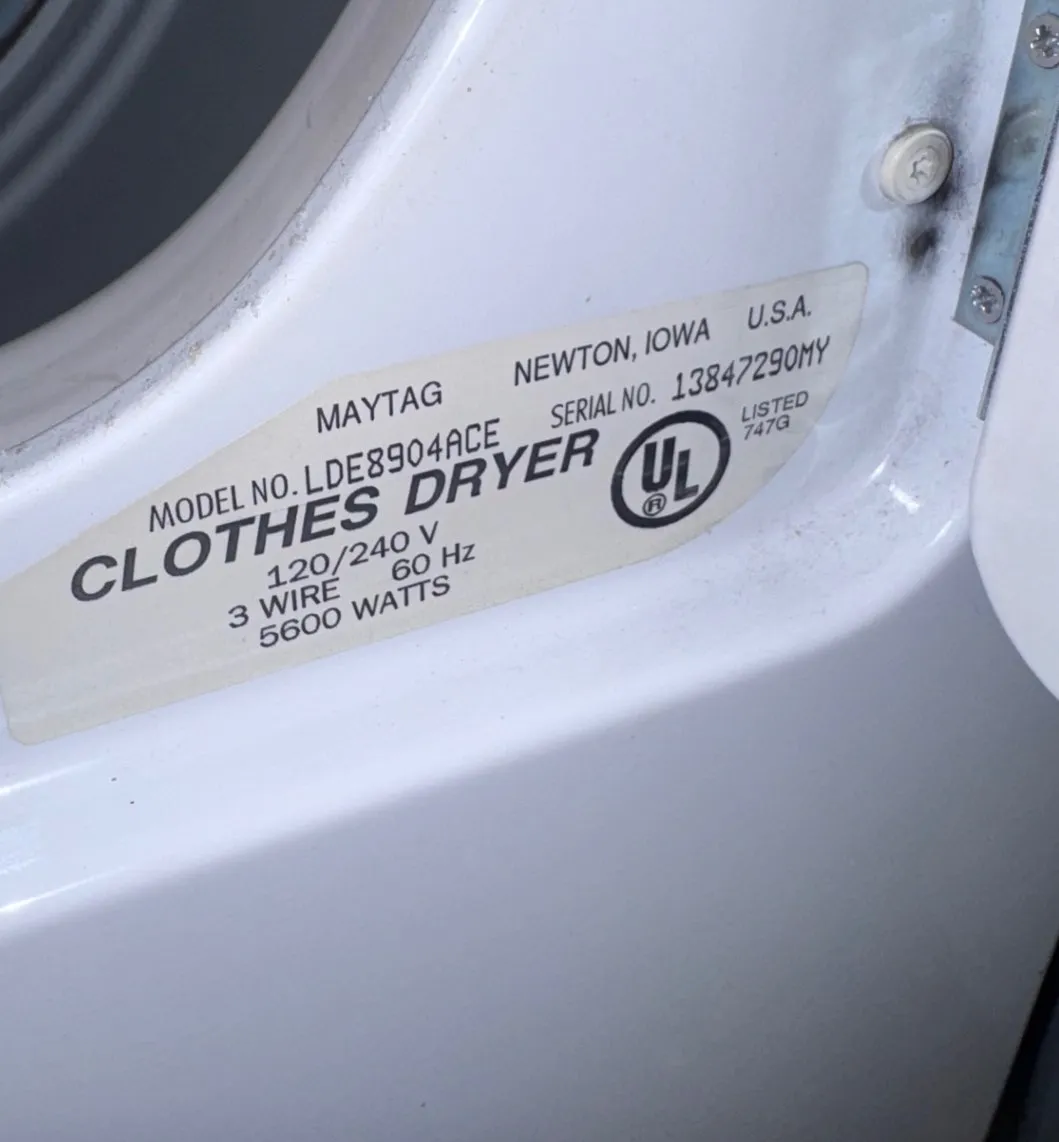 MAYTAG NEWTON, IOWA U.S.A.
MODEL NO. LDE8904ACE SERIAL NO. 13847290MY
CLOTHES DRYER UL ® LISTED 747G
120/240 V
3 WIRE 60 Hz
5600 WATTS